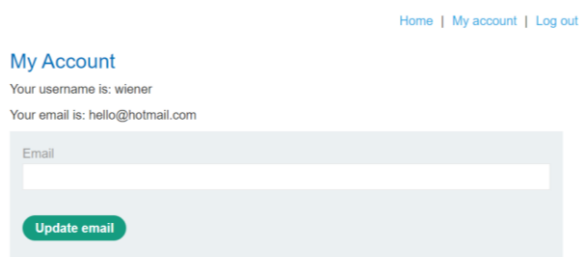 Home | My account | Log out
My Account
Your username is: wiener
Your email is: hello@hotmail.com
Email
Update email